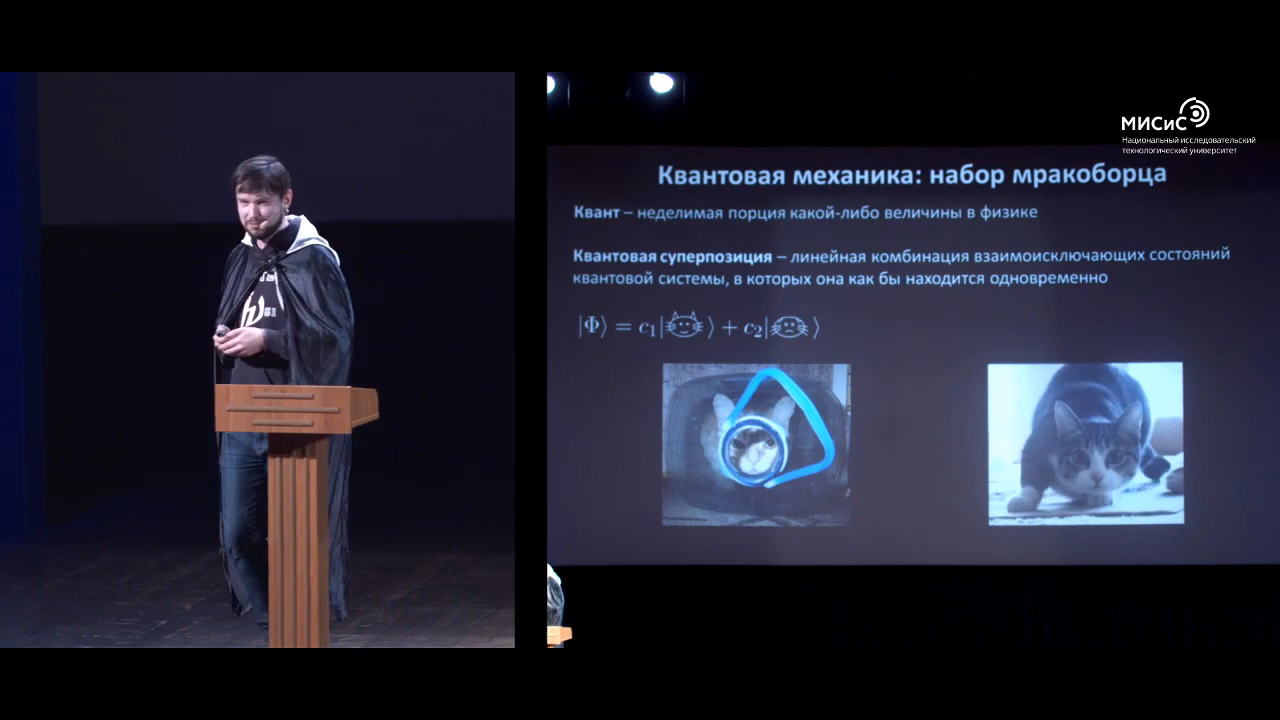 МИСиС
Национальный исследовательский
технологический университет
Квантовая механика: набор мракоборца
Квант – неделимая порция какой-либо величины в физике
Квантовая суперпозиция – линейная комбинация взаимоисключающих состояний
квантовой системы, в которых она как бы находится одновременно
|Φ⟩ = c₁| ⟩ + c₂| ⟩